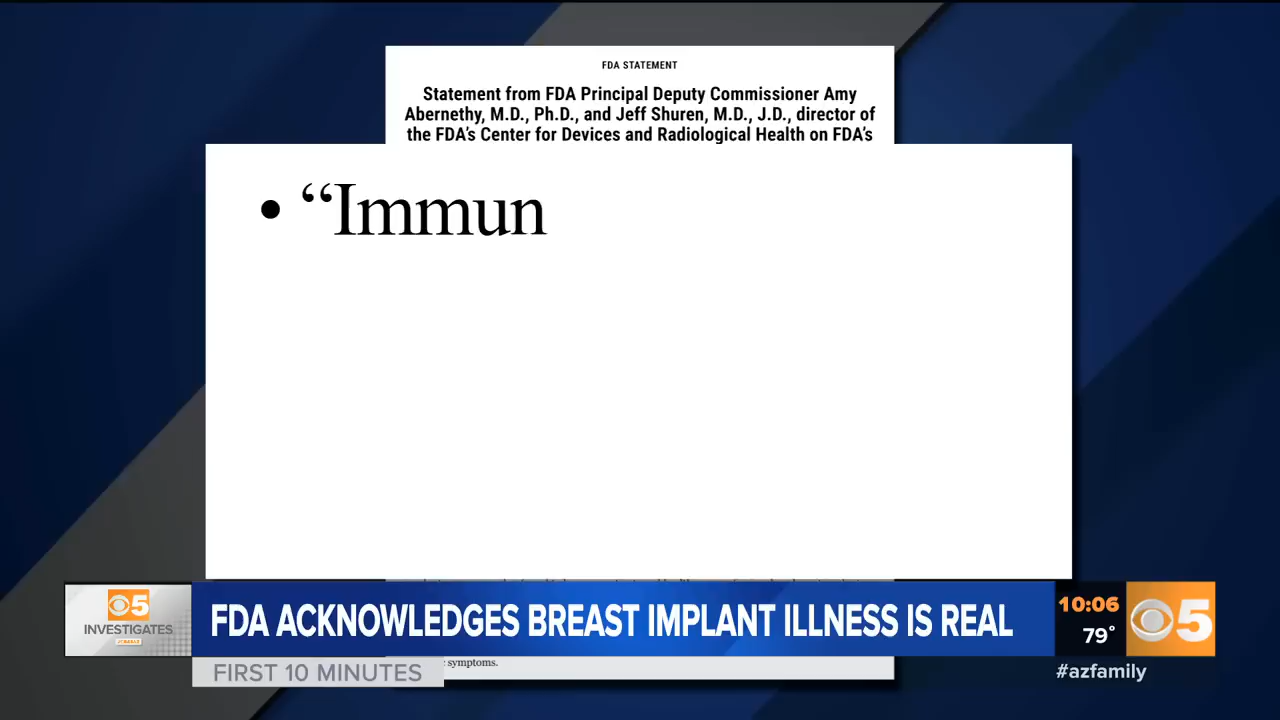 FDA STATEMENT
Statement from FDA Principal Deputy Commissioner Amy
Abernethy, M.D., Ph.D., and Jeff Shuren, M.D., J.D., director of
the FDA's Center for Devices and Radiological Health on FDA's
• “Immun
5
INVESTIGATES
FDA ACKNOWLEDGES BREAST IMPLANT ILLNESS IS REAL
10:06
79°
5
FIRST 10 MINUTES
symptoms.
#azfamily